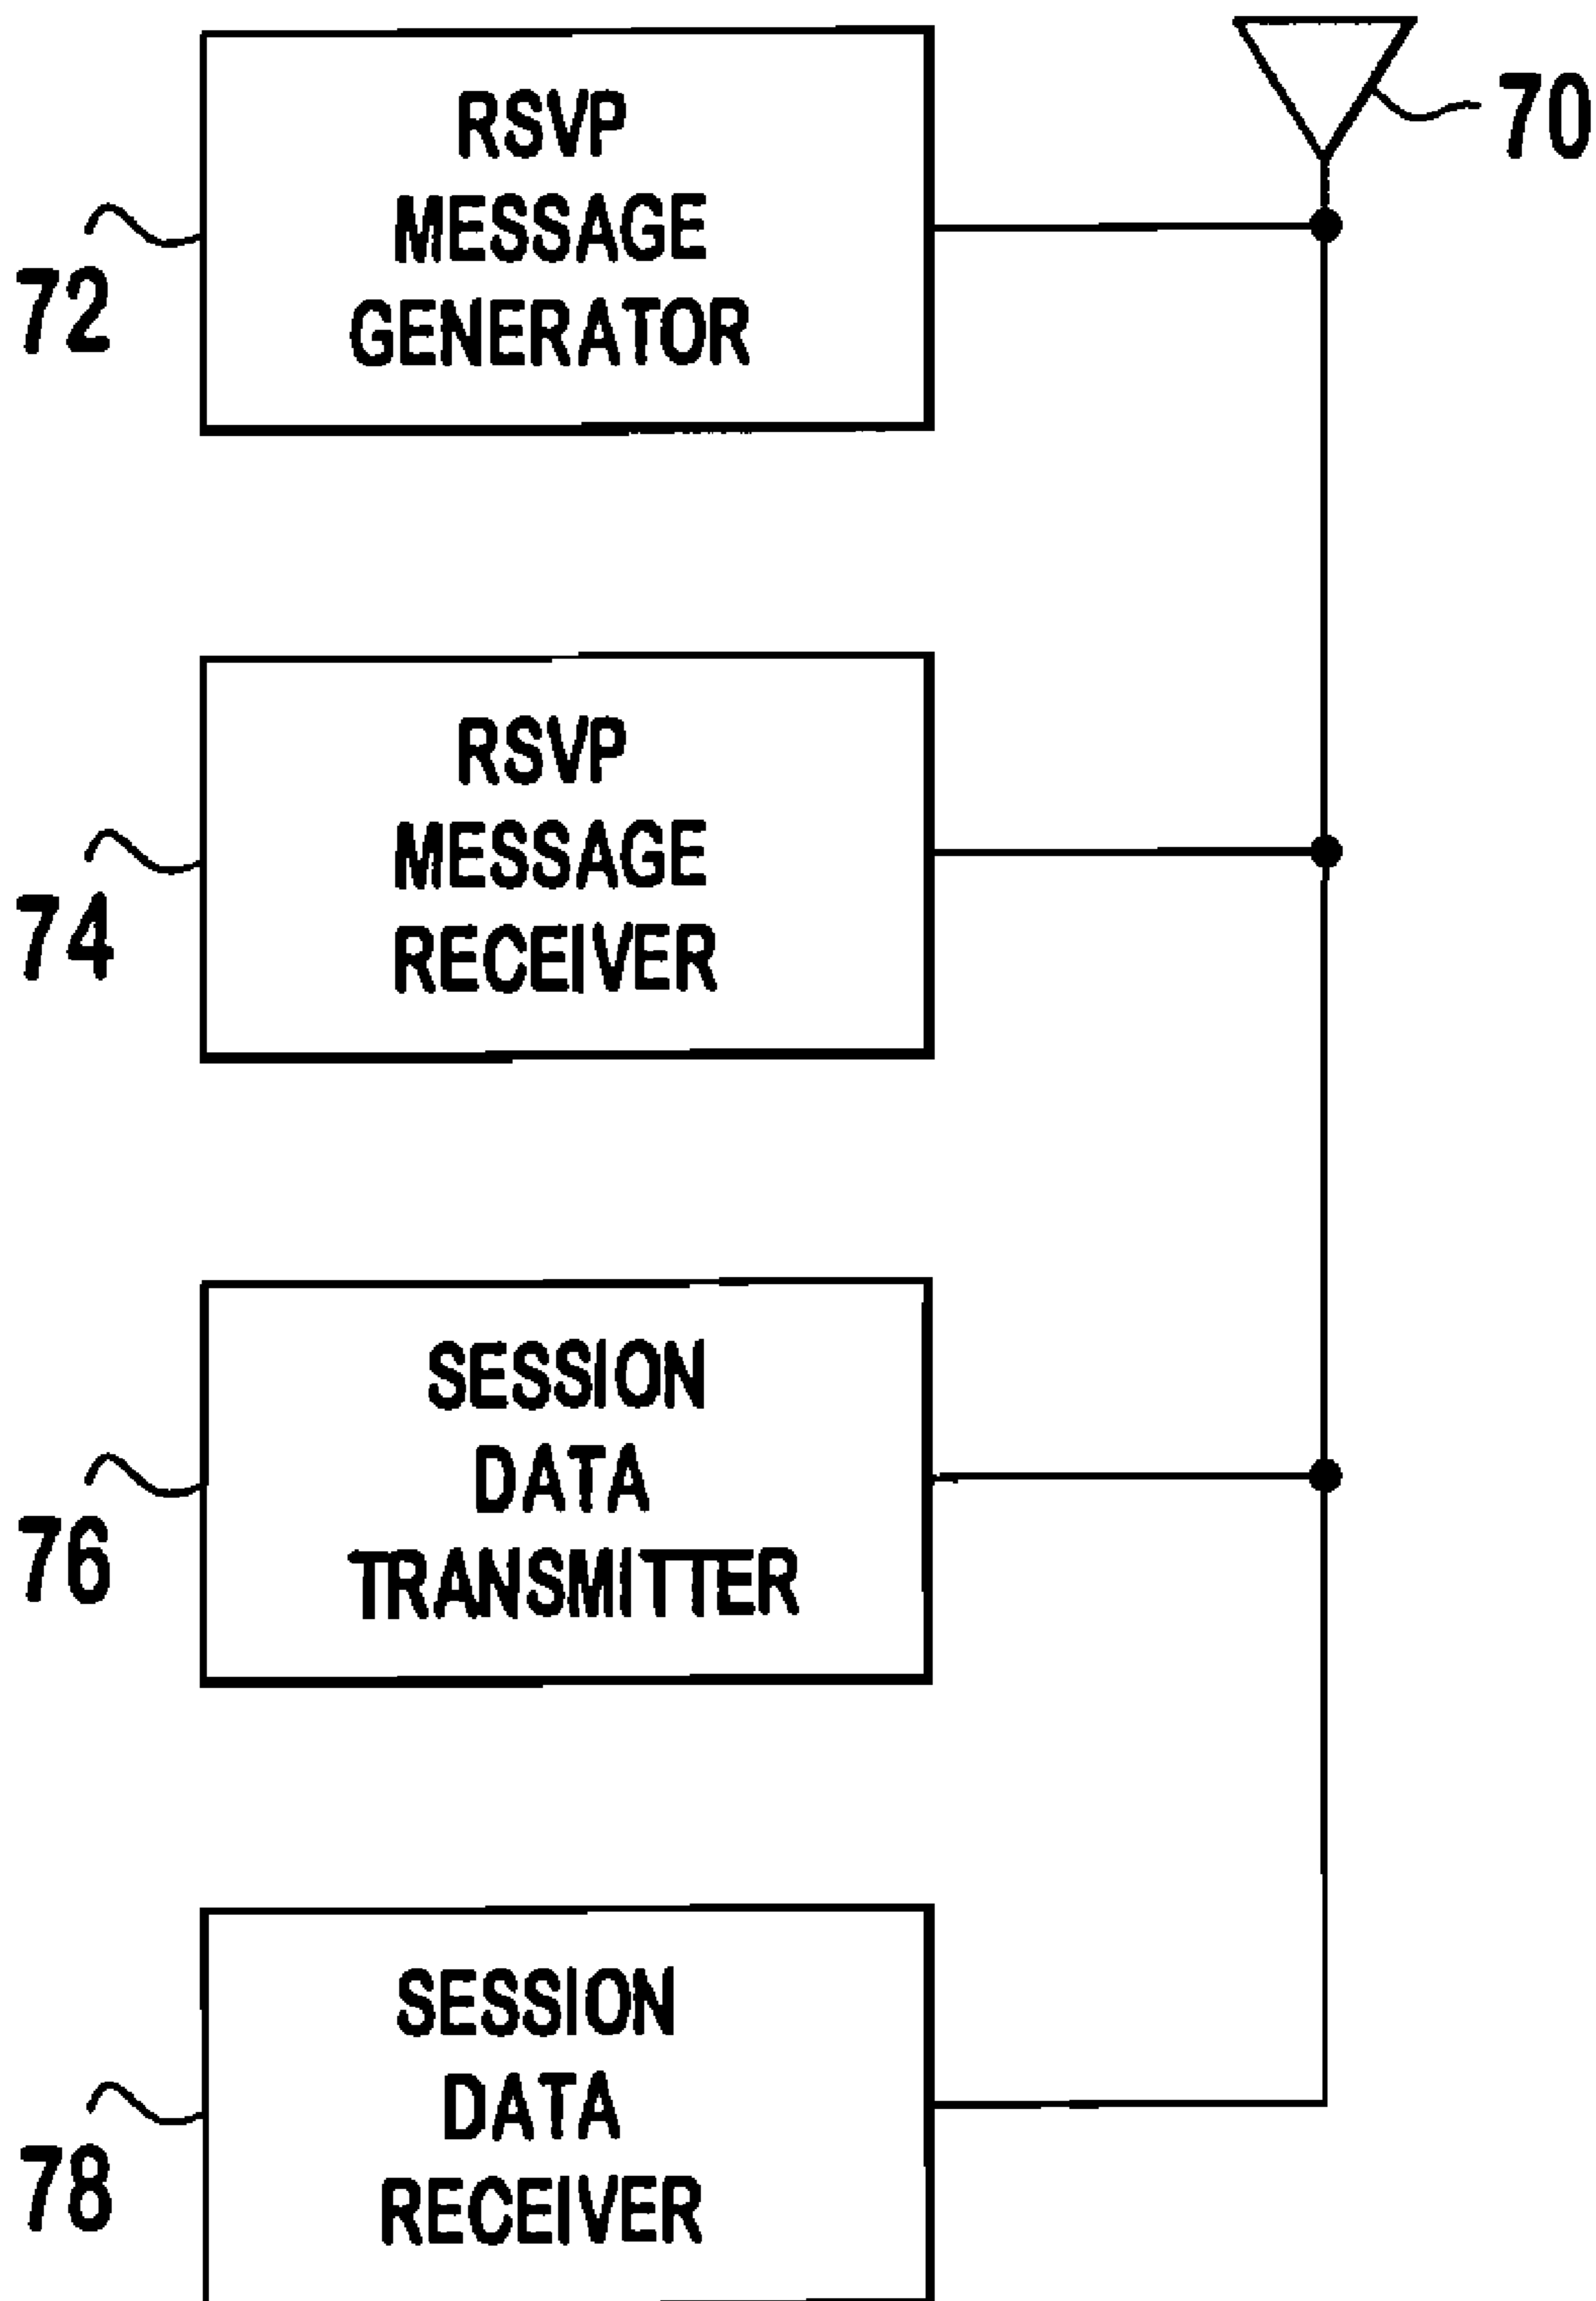 RSVP
MESSAGE
GENERATOR
70
72
RSVP
MESSAGE
RECEIVER
74
SESSION
DATA
TRANSMITTER
76
SESSION
DATA
RECEIVER
78